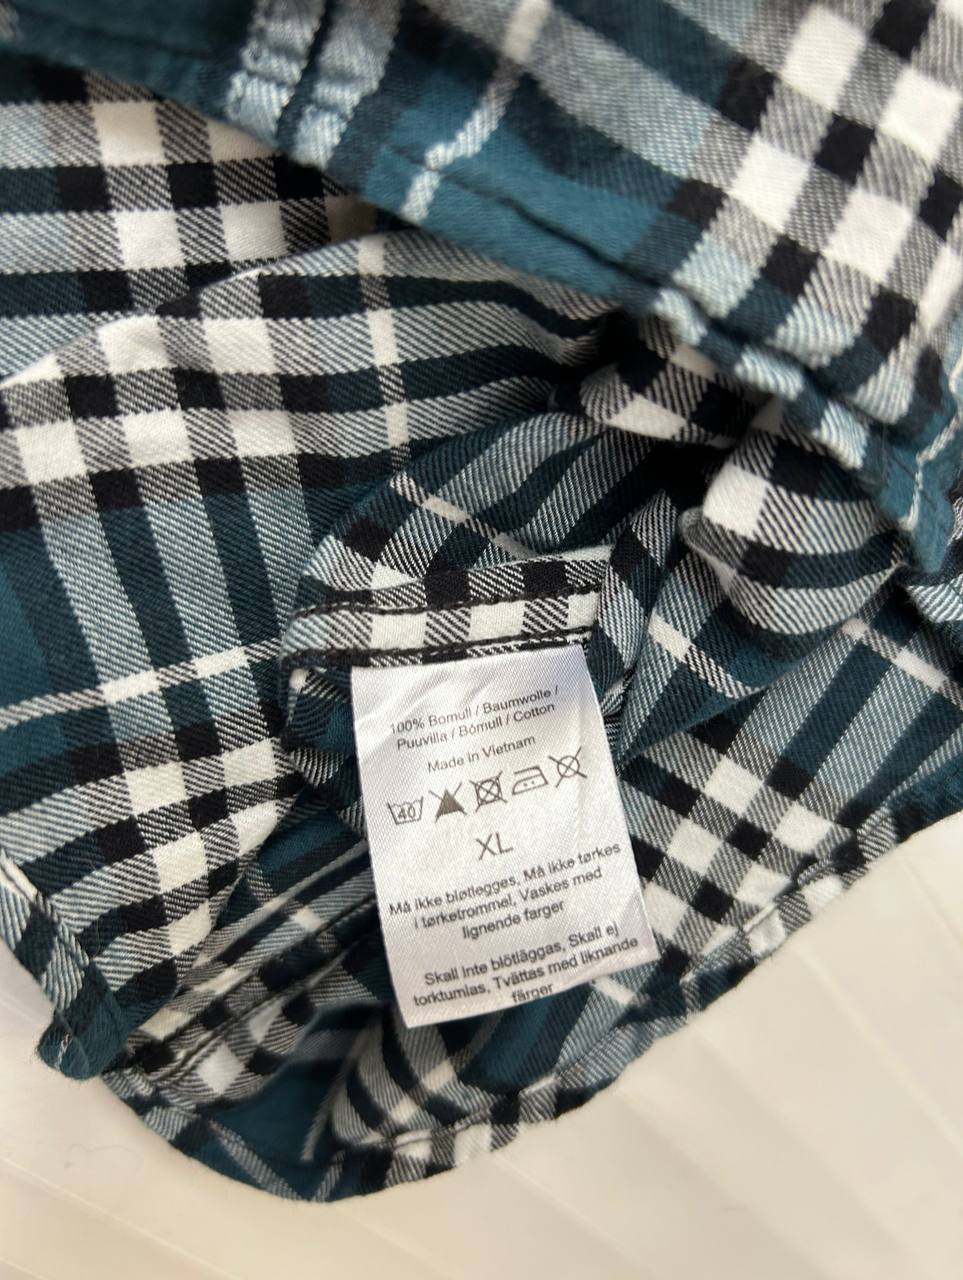 100% Bomull / Baumwolle /
Puuvilla / Bómull / Cotton
Made in Vietnam
40
XL
Må ikke bløtlegges, Må ikke tørkes
i tørketrommel, Vaskes med
lignende farger
Skall inte blötläggas, Skall ej
torktumlas, Tvättas med liknande
färger